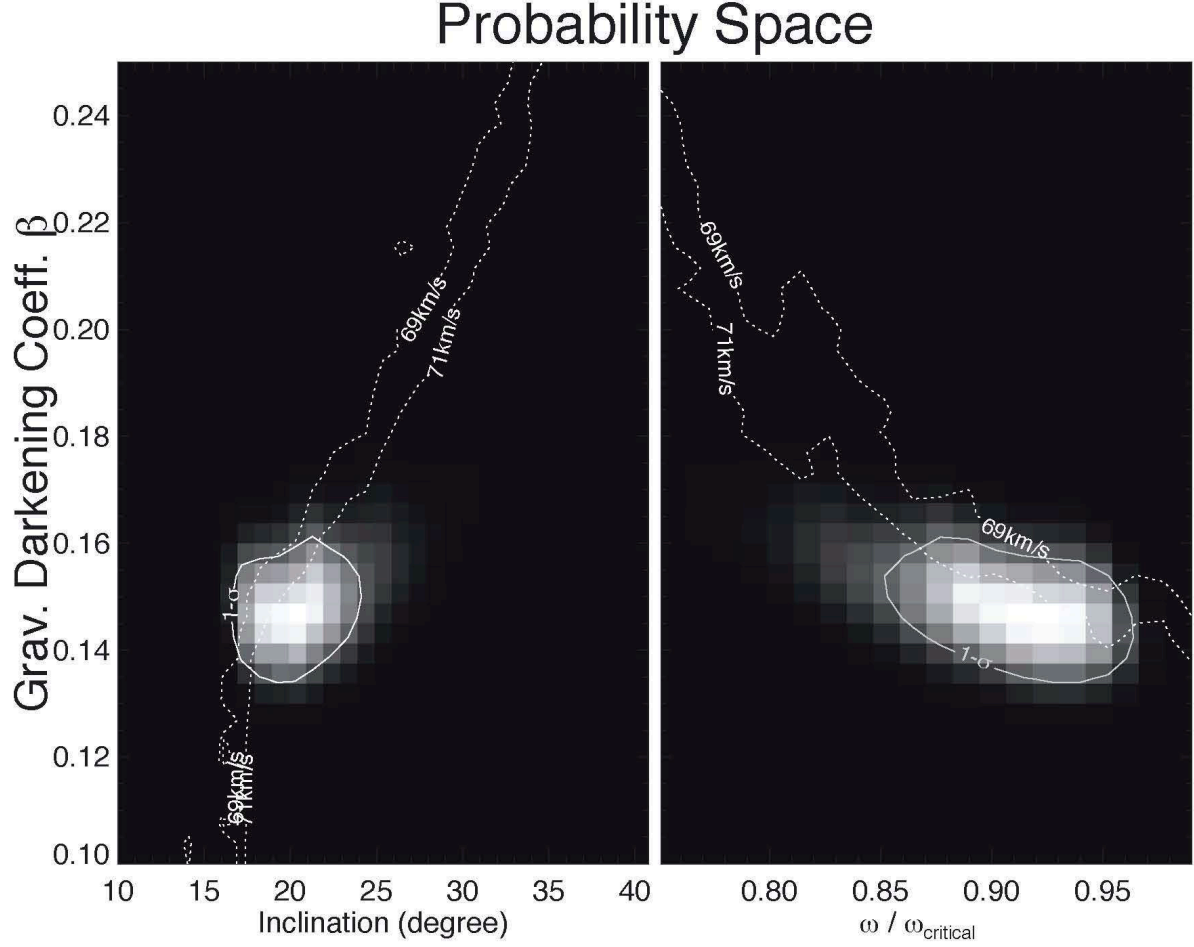 Probability Space
Grav. Darkening Coeff. β
0.24
0.22
0.20
0.18
0.16
0.14
0.12
0.10
69km/s
71km/s
1-σ
69km/s
71km/s
10 15 20 25 30 35 40
Inclination (degree)
69km/s
71km/s
69km/s
1-σ
0.80 0.85 0.90 0.95
ω / ωcritical